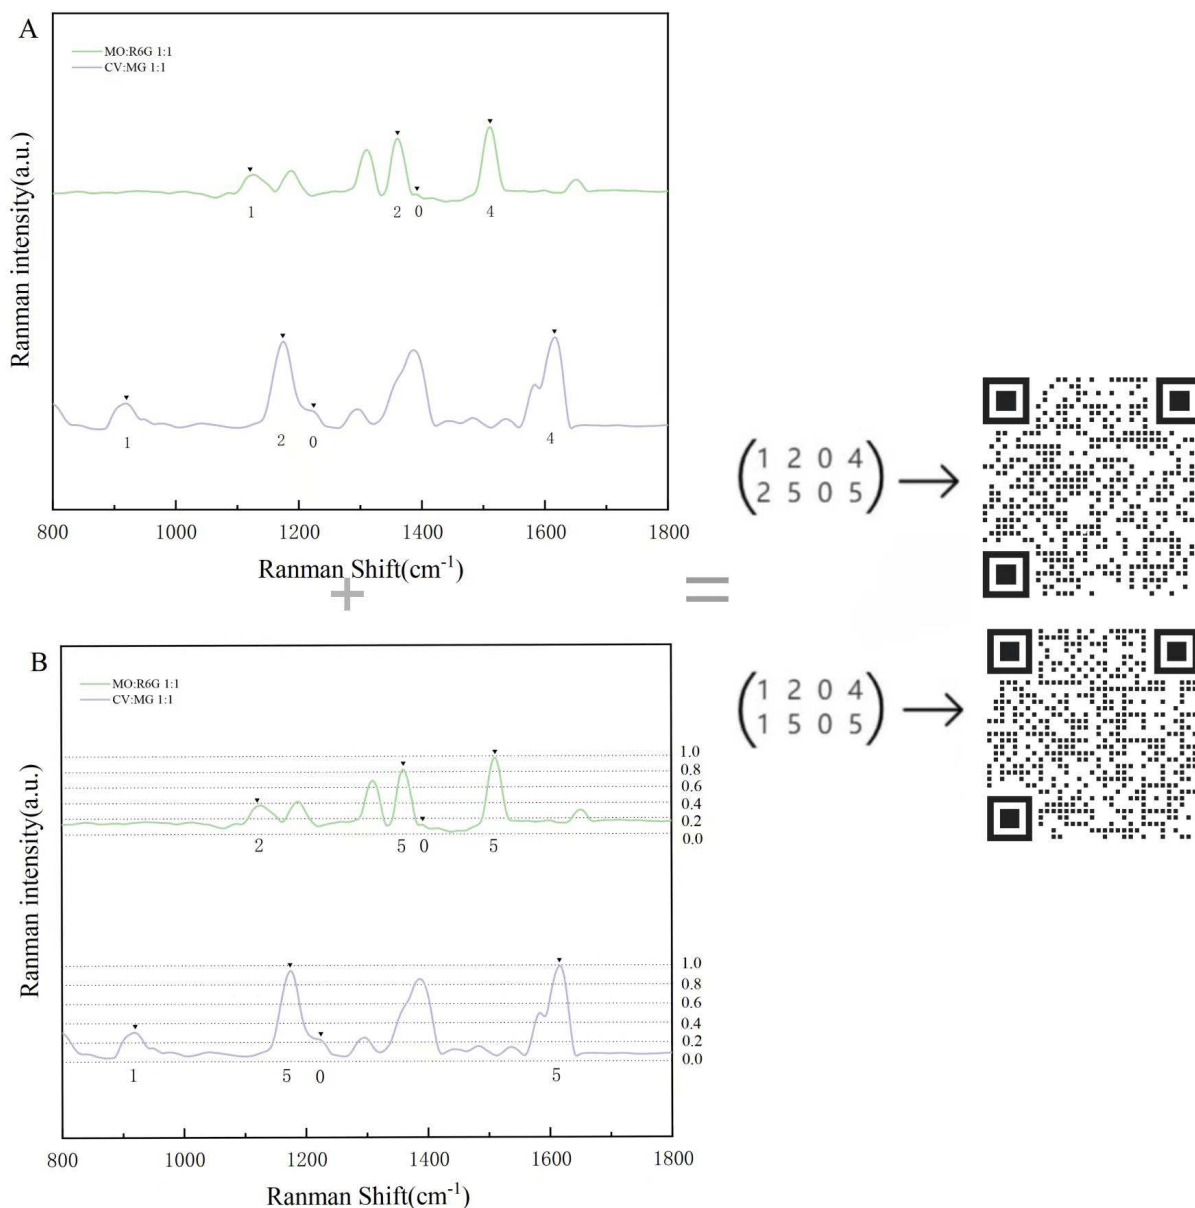 A
MO:R6G 1:1
CV:MG 1:1
Ranman intensity(a.u.)
1 2 0 4
1 2 0 4
800 1000 1200 1400 1600 1800
Ranman Shift(cm⁻¹)
+
=
(1 2 0 4
2 5 0 5) →
(1 2 0 4
1 5 0 5) →
B
MO:R6G 1:1
CV:MG 1:1
Ranman intensity(a.u.)
1.0
0.8
0.6
0.4
0.2
0.0
2 5 0 5
1.0
0.8
0.6
0.4
0.2
0.0
1 5 0 5
800 1000 1200 1400 1600 1800
Ranman Shift(cm⁻¹)